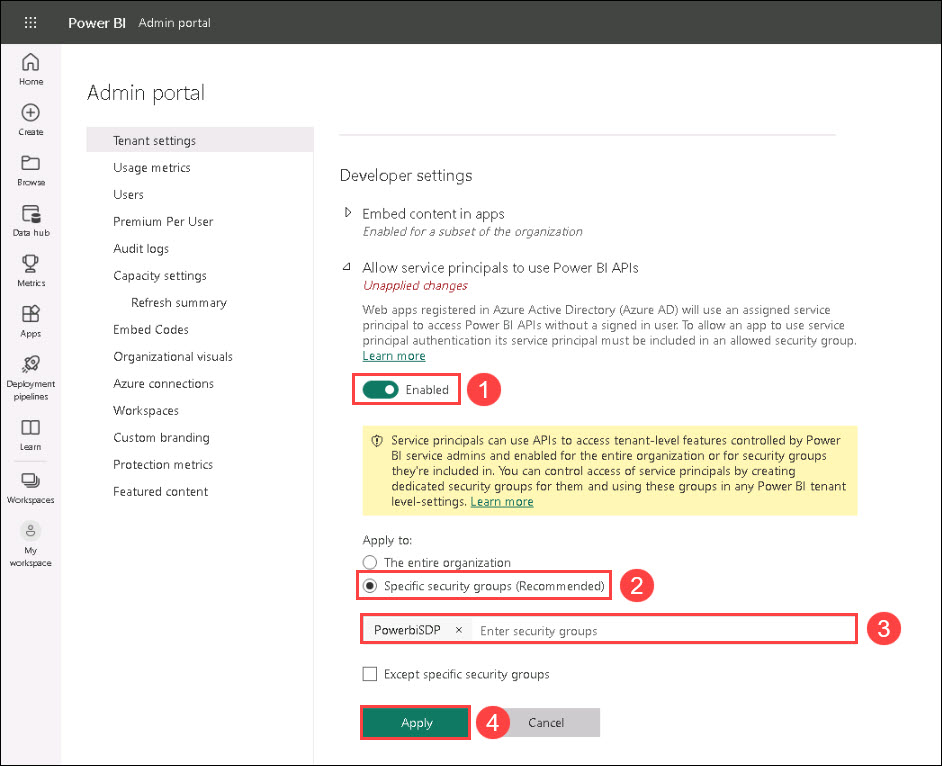 Power BI Admin portal
Home
Create
Browse
Data hub
Metrics
Apps
Deployment
pipelines
Learn
Workspaces
My
workspace
Admin portal
Tenant settings
Usage metrics
Users
Premium Per User
Audit logs
Capacity settings
Refresh summary
Embed Codes
Organizational visuals
Azure connections
Workspaces
Custom branding
Protection metrics
Featured content
Developer settings
Embed content in apps
Enabled for a subset of the organization
Allow service principals to use Power BI APIs
Unapplied changes
Web apps registered in Azure Active Directory (Azure AD) will use an assigned service
principal to access Power BI APIs without a signed in user. To allow an app to use service
principal authentication its service principal must be included in an allowed security group.
Learn more
Enabled 1
Service principals can use APIs to access tenant-level features controlled by Power
BI service admins and enabled for the entire organization or for security groups
they're included in. You can control access of service principals by creating
dedicated security groups for them and using these groups in any Power BI tenant
level-settings. Learn more
Apply to:
The entire organization
Specific security groups (Recommended) 2
PowerbiSDP × Enter security groups 3
Except specific security groups
Apply 4 Cancel